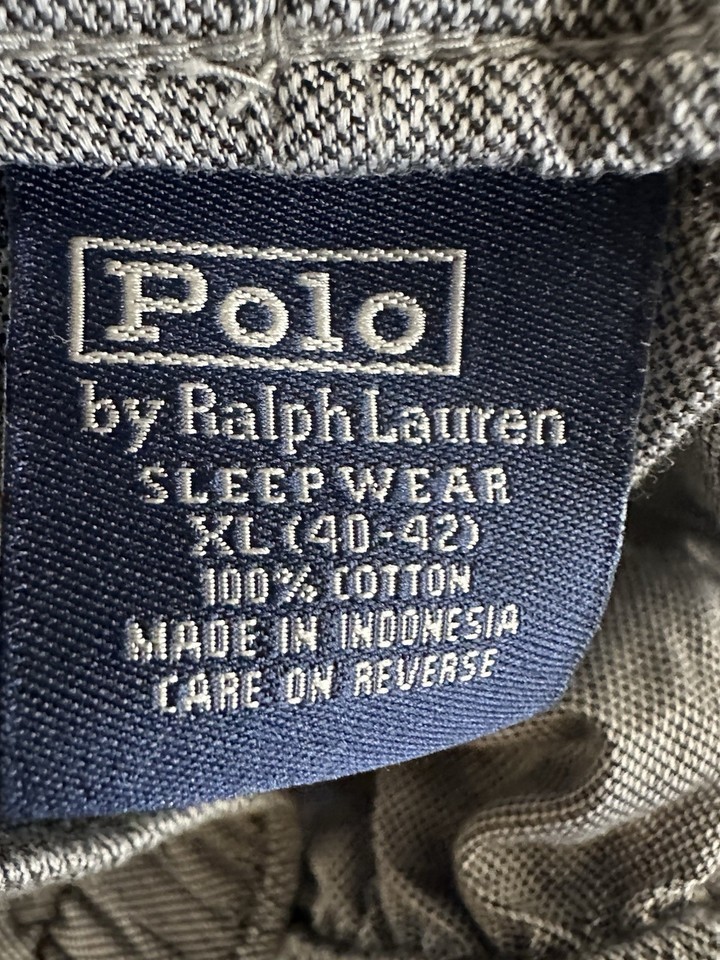 Polo
by Ralph Lauren
SLEEPWEAR
XL (40-42)
100% COTTON
MADE IN INDONESIA
CARE ON REVERSE